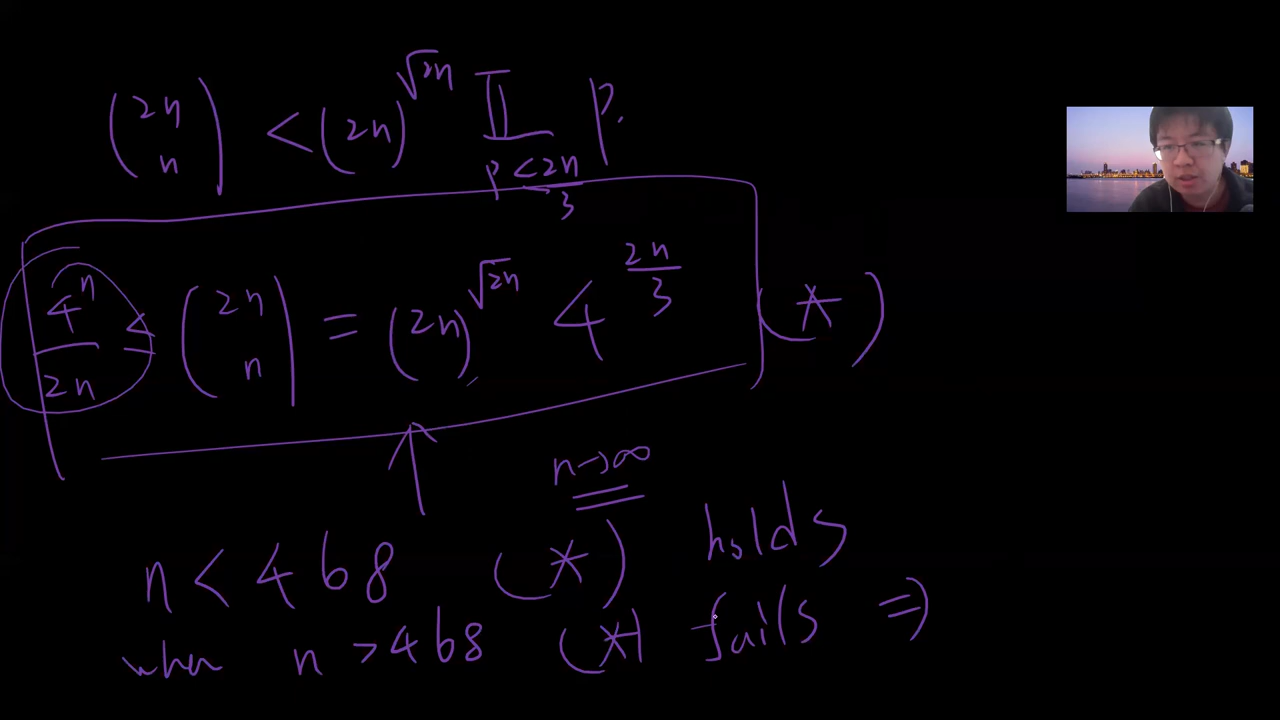 (2n n) < (2n)^√2n ∏ p≤2n/3 p.
4^n/2n ≤ (2n n) = (2n)^√2n 4^2n/3 (*)
n→∞
n < 468 (*) holds
when n > 468 (*) fails ⇒